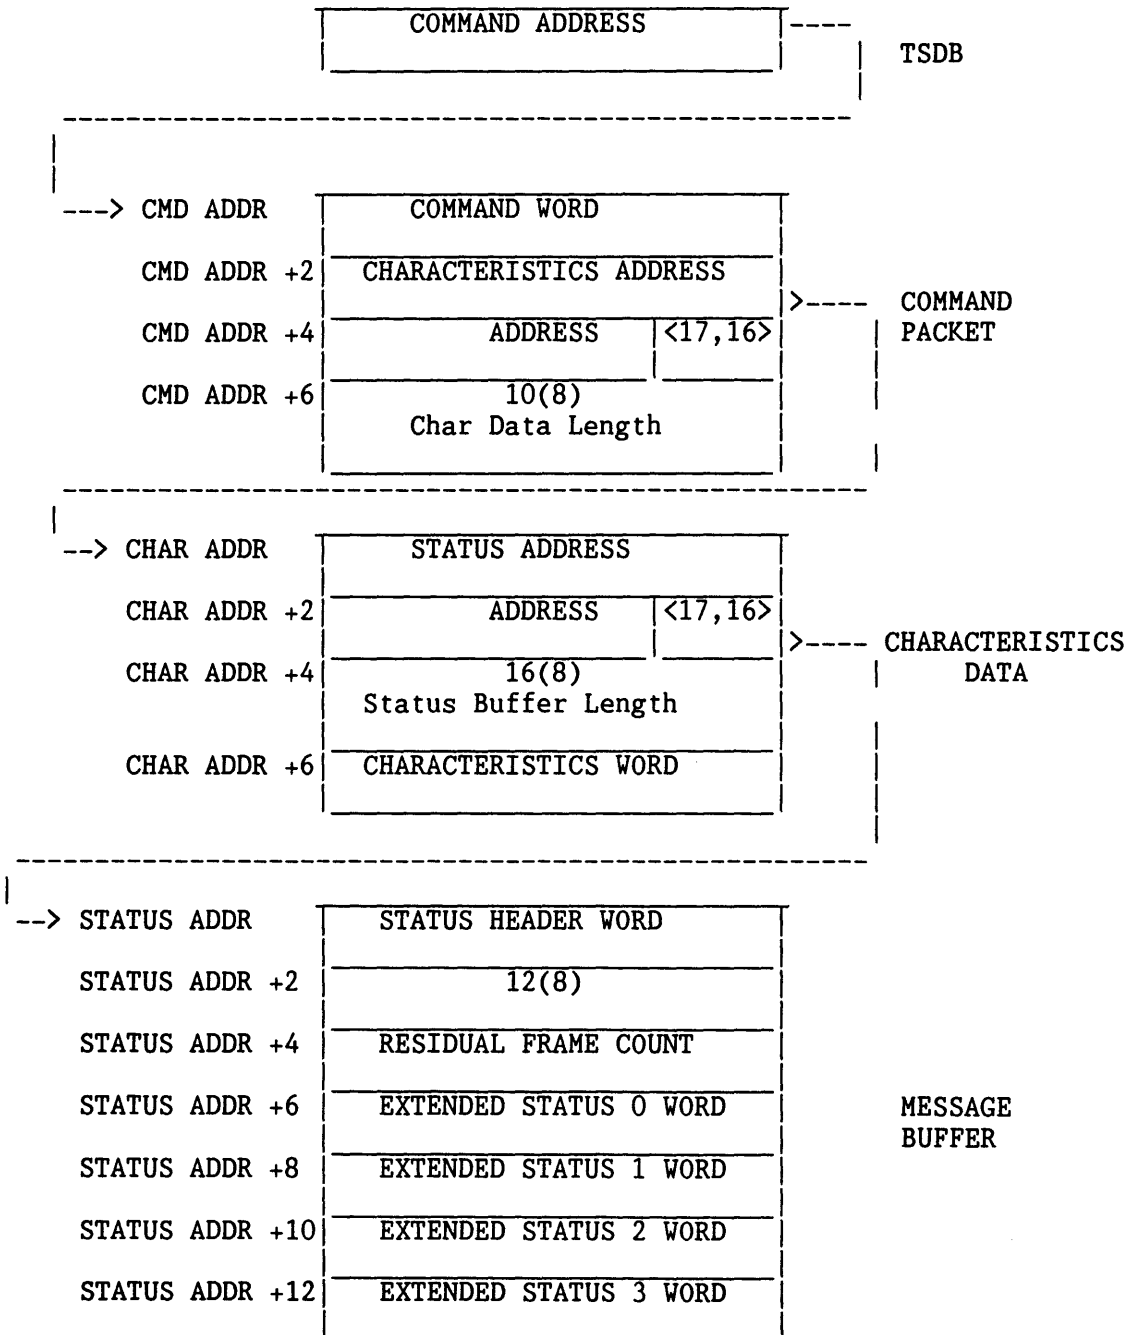 COMMAND ADDRESS
TSDB
---> CMD ADDR COMMAND WORD
CMD ADDR +2 CHARACTERISTICS ADDRESS
>---- COMMAND
CMD ADDR +4 ADDRESS <17,16> PACKET
CMD ADDR +6 10(8)
Char Data Length
--> CHAR ADDR STATUS ADDRESS
CHAR ADDR +2 ADDRESS <17,16>
>---- CHARACTERISTICS
CHAR ADDR +4 16(8) DATA
Status Buffer Length
CHAR ADDR +6 CHARACTERISTICS WORD
--> STATUS ADDR STATUS HEADER WORD
STATUS ADDR +2 12(8)
STATUS ADDR +4 RESIDUAL FRAME COUNT
STATUS ADDR +6 EXTENDED STATUS 0 WORD MESSAGE
BUFFER
STATUS ADDR +8 EXTENDED STATUS 1 WORD
STATUS ADDR +10 EXTENDED STATUS 2 WORD
STATUS ADDR +12 EXTENDED STATUS 3 WORD